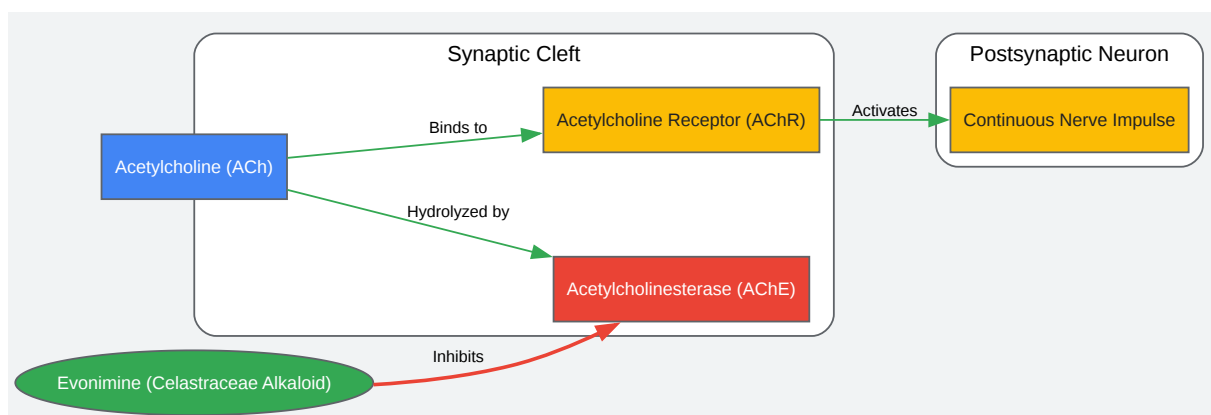 Synaptic Cleft
Postsynaptic Neuron
Acetylcholine (ACh)
Binds to
Acetylcholine Receptor (AChR)
Activates
Continuous Nerve Impulse
Hydrolyzed by
Acetylcholinesterase (AChE)
Inhibits
Evonimine (Celastraceae Alkaloid)